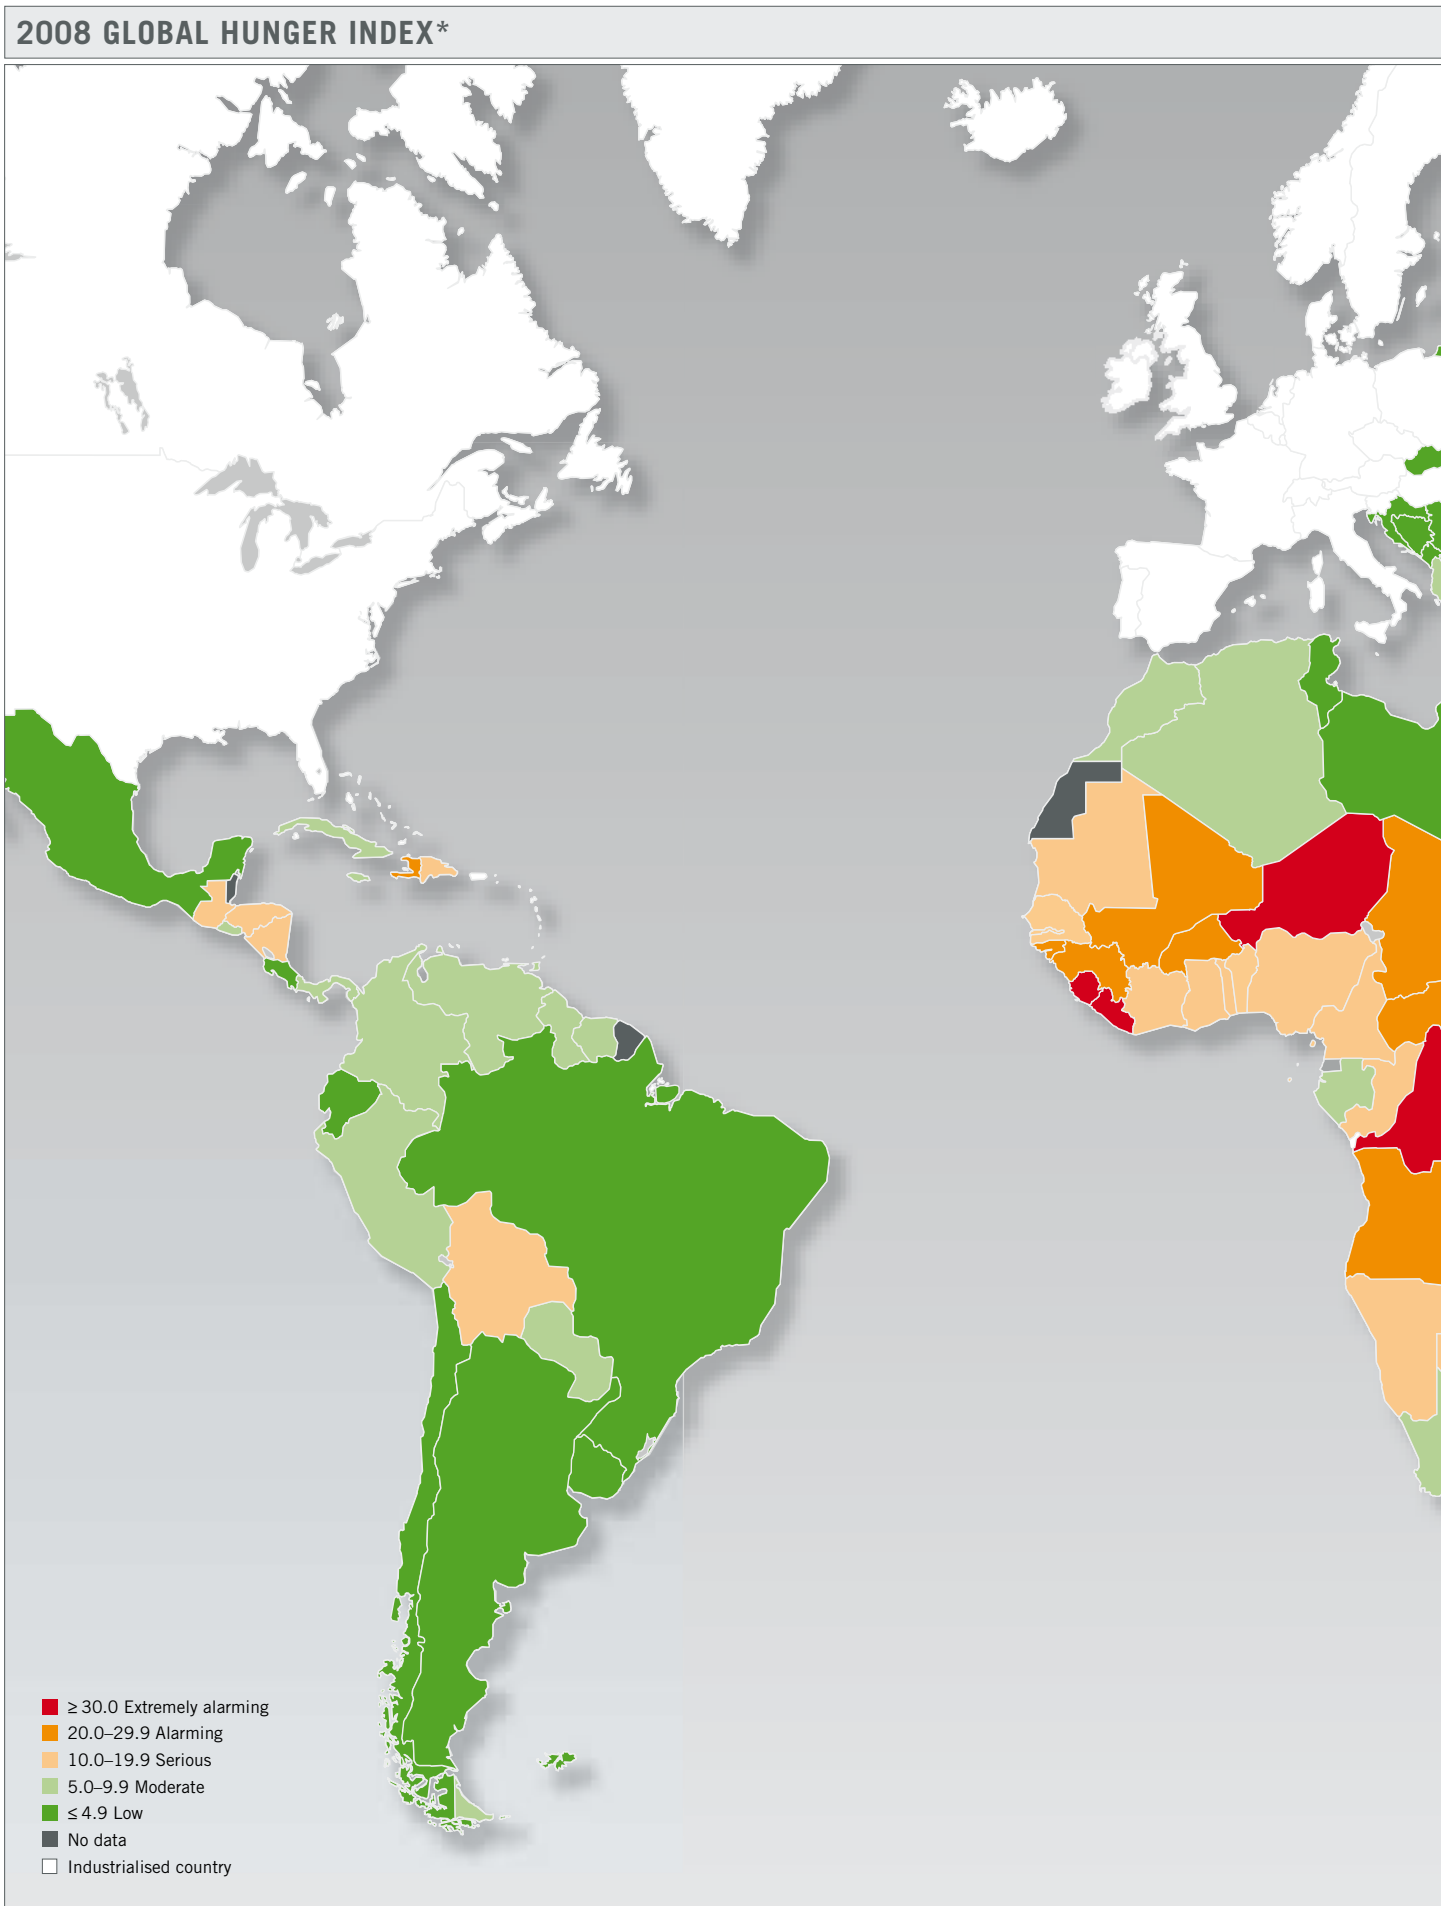 2008 GLOBAL HUNGER INDEX*
≥ 30.0 Extremely alarming
20.0–29.9 Alarming
10.0–19.9 Serious
5.0–9.9 Moderate
≤ 4.9 Low
No data
Industrialised country